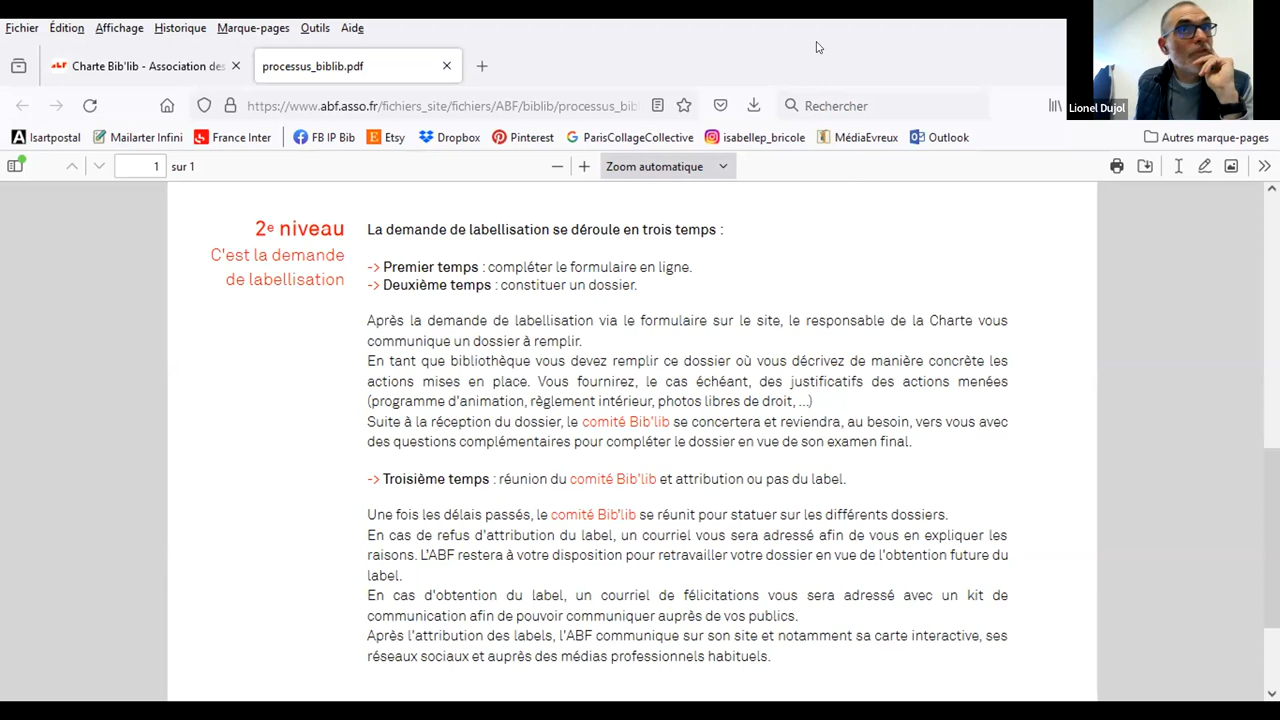 Fichier Édition Affichage Historique Marque-pages Outils Aide
Charte Bib'lib - Association des
processus_biblib.pdf
https://www.abf.asso.fr/fichiers_site/fichiers/ABF/biblib/processus_bib
Rechercher
Lionel Dujol
Isartpostal Mailarter Infini France Inter FB IP Bib Etsy Dropbox Pinterest ParisCollageCollective isabellep_bricole MédiaEvreux Outlook Autres marque-pages
1 sur 1 Zoom automatique
2e niveau
C'est la demande
de labellisation
La demande de labellisation se déroule en trois temps :
-> Premier temps : compléter le formulaire en ligne.
-> Deuxième temps : constituer un dossier.
Après la demande de labellisation via le formulaire sur le site, le responsable de la Charte vous
communique un dossier à remplir.
En tant que bibliothèque vous devez remplir ce dossier où vous décrivez de manière concrète les
actions mises en place. Vous fournirez, le cas échéant, des justificatifs des actions menées
(programme d'animation, règlement intérieur, photos libres de droit, ...)
Suite à la réception du dossier, le comité Bib'lib se concertera et reviendra, au besoin, vers vous avec
des questions complémentaires pour compléter le dossier en vue de son examen final.
-> Troisième temps : réunion du comité Bib'lib et attribution ou pas du label.
Une fois les délais passés, le comité Bib'lib se réunit pour statuer sur les différents dossiers.
En cas de refus d'attribution du label, un courriel vous sera adressé afin de vous en expliquer les
raisons. L'ABF restera à votre disposition pour retravailler votre dossier en vue de l'obtention future du
label.
En cas d'obtention du label, un courriel de félicitations vous sera adressé avec un kit de
communication afin de pouvoir communiquer auprès de vos publics.
Après l'attribution des labels, l'ABF communique sur son site et notamment sa carte interactive, ses
réseaux sociaux et auprès des médias professionnels habituels.